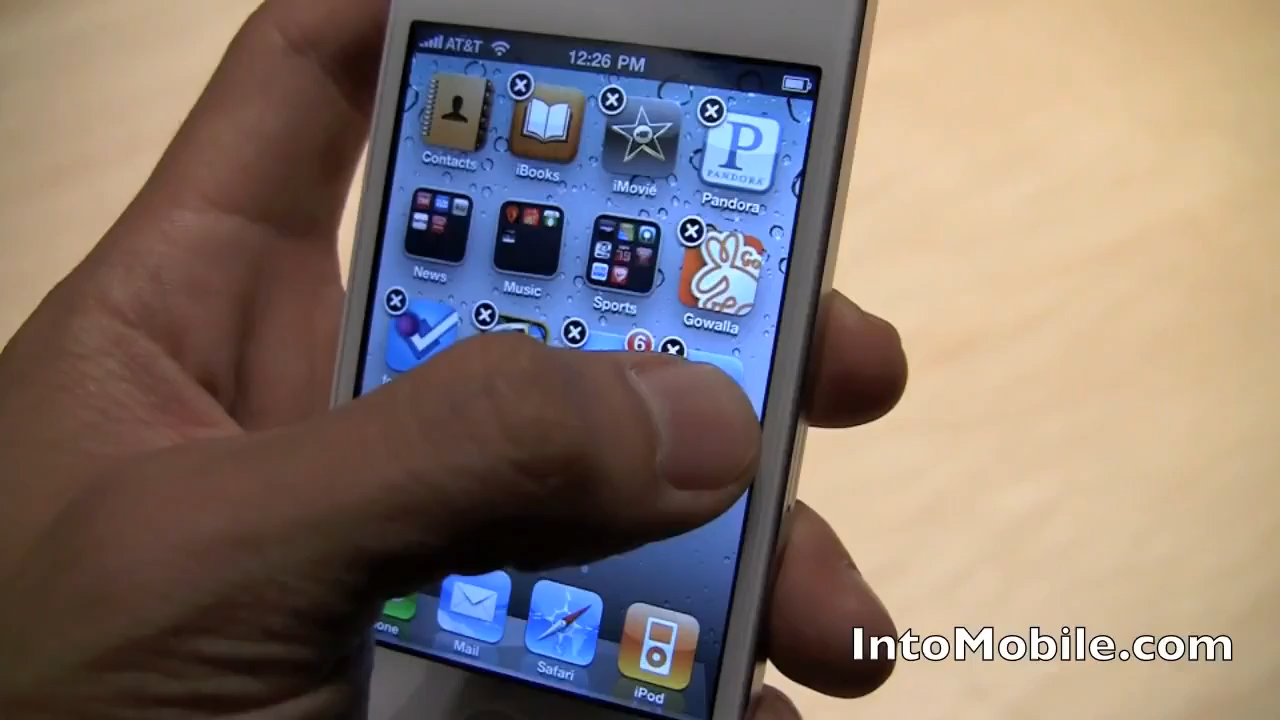 AT&T 12:26 PM
Contacts iBooks iMovie Pandora
P
PANDORA
News Music Sports Gowalla
Go
6
Mail Safari iPod
IntoMobile.com